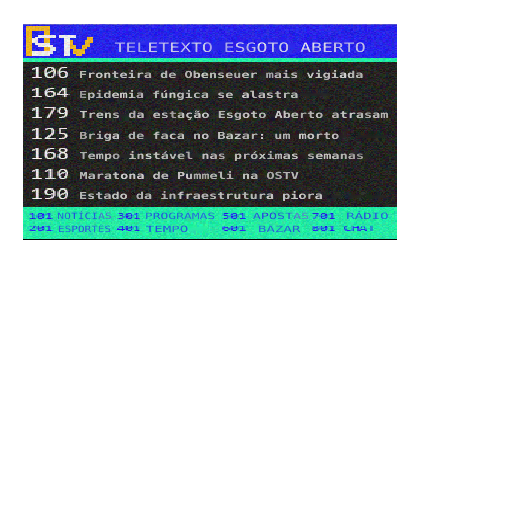 OSTV TELETEXTO ESGOTO ABERTO
106 Fronteira de Obenseuer mais vigiada
164 Epidemia fúngica se alastra
179 Trens da estação Esgoto Aberto atrasam
125 Briga de faca no Bazar: um morto
168 Tempo instável nas próximas semanas
110 Maratona de Pummeli na OSTV
190 Estado da infraestrutura piora
101 NOTÍCIAS 301 PROGRAMAS 501 APOSTAS 701 RÁDIO
201 ESPORTES 401 TEMPO 601 BAZAR 801 CHAT